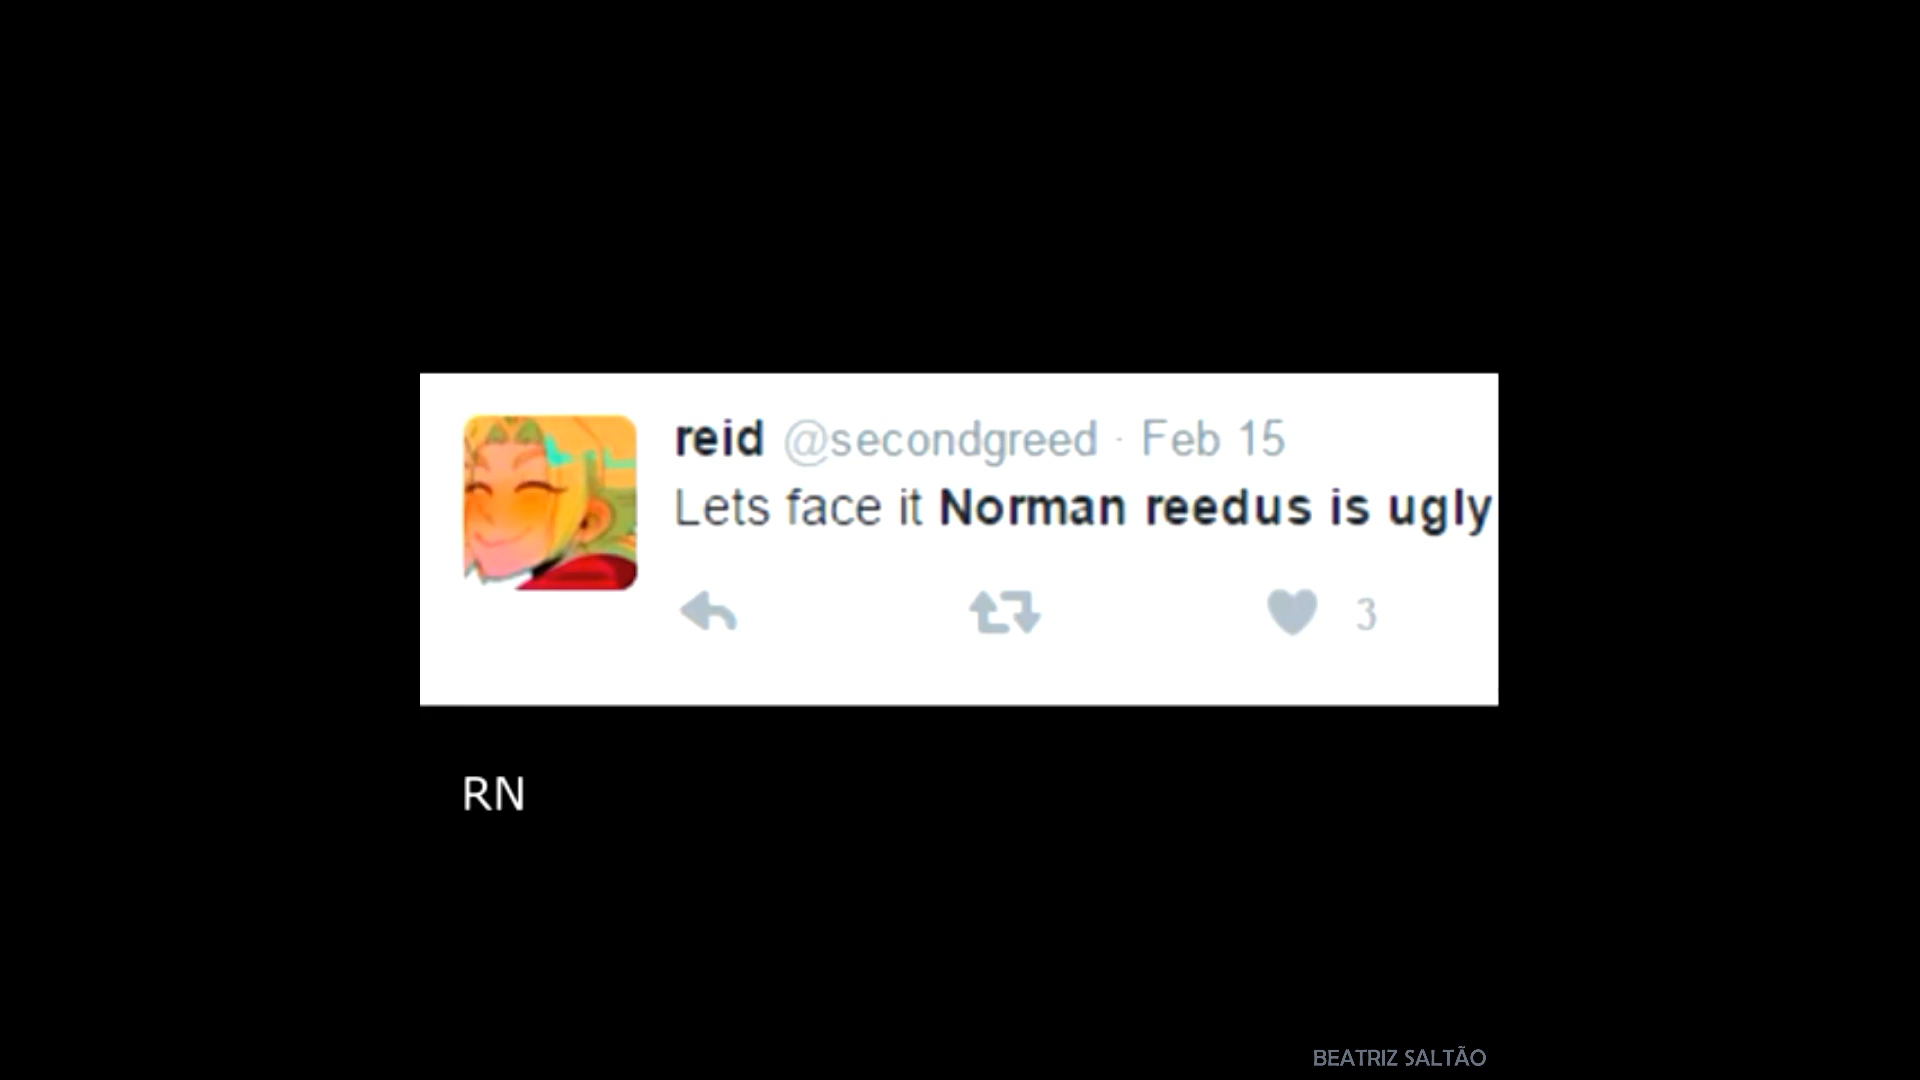 reid @secondgreed · Feb 15
Lets face it Norman reedus is ugly
3
RN
BEATRIZ SALTÃO